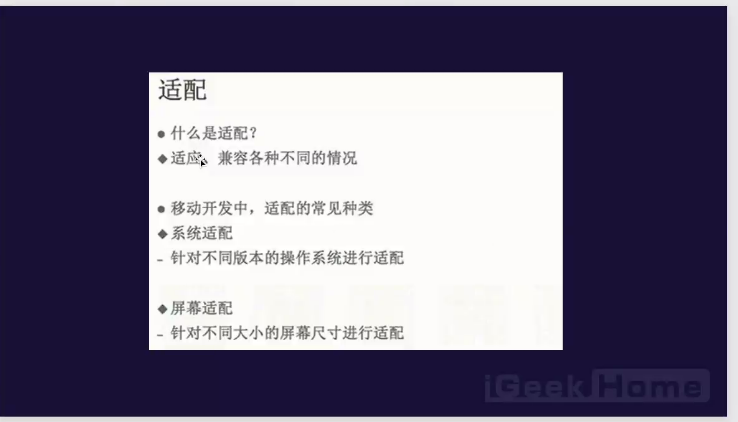 适配
● 什么是适配？
◆ 适应、兼容各种不同的情况
● 移动开发中，适配的常见种类
◆ 系统适配
- 针对不同版本的操作系统进行适配
◆ 屏幕适配
- 针对不同大小的屏幕尺寸进行适配
iGeek Home